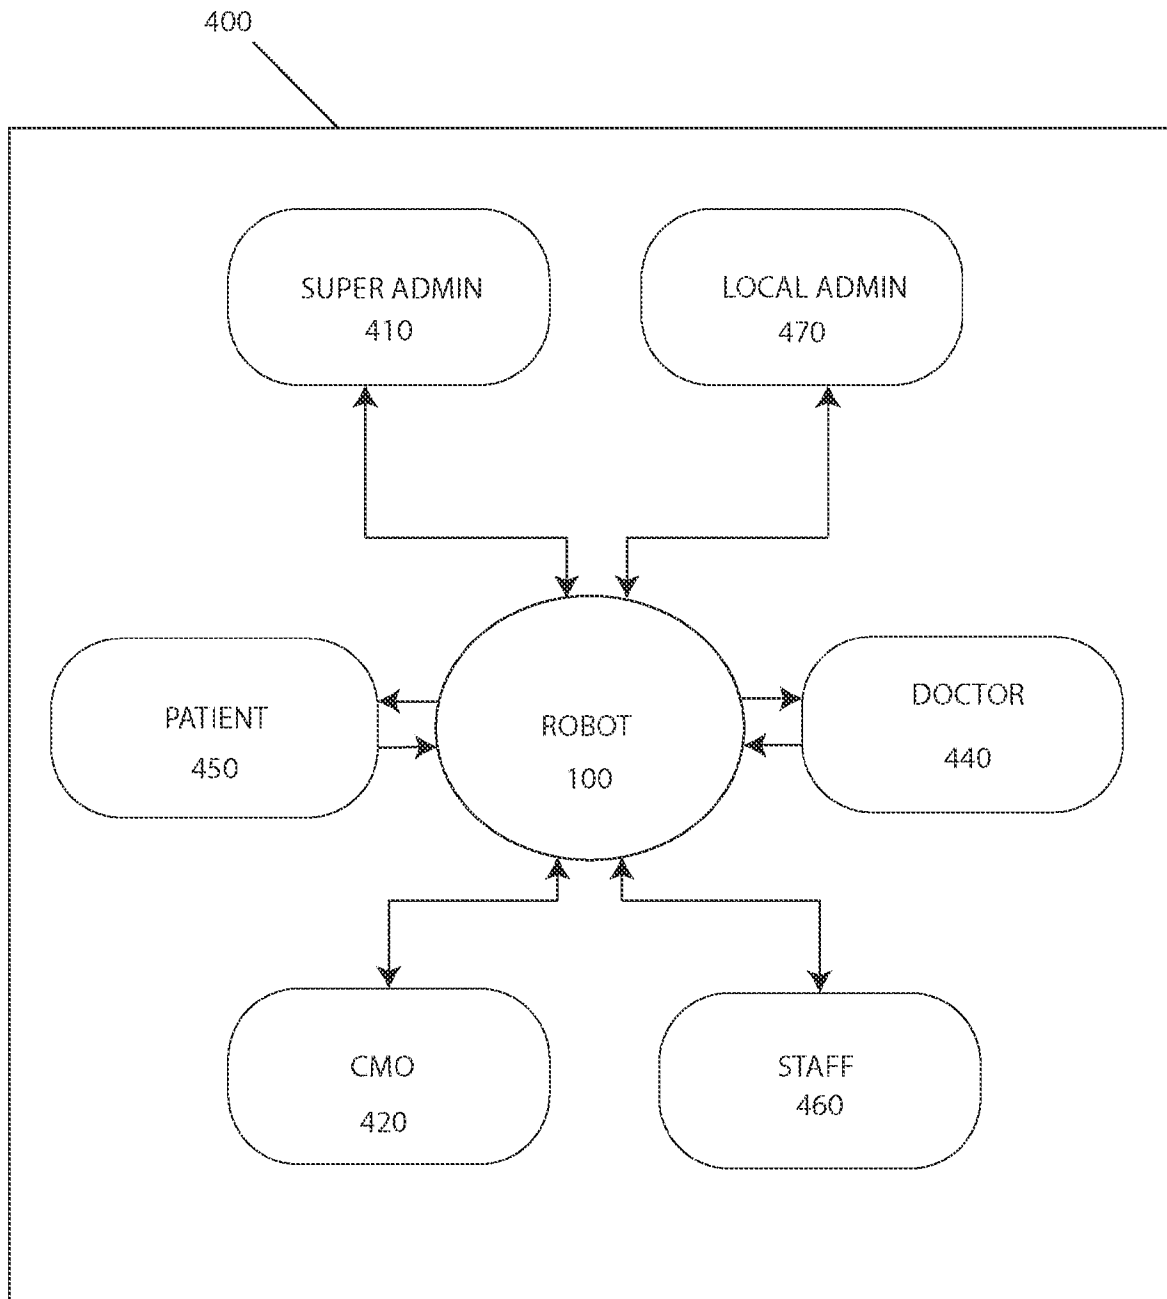 400
SUPER ADMIN
410
LOCAL ADMIN
470
PATIENT
450
ROBOT
100
DOCTOR
440
CMO
420
STAFF
460